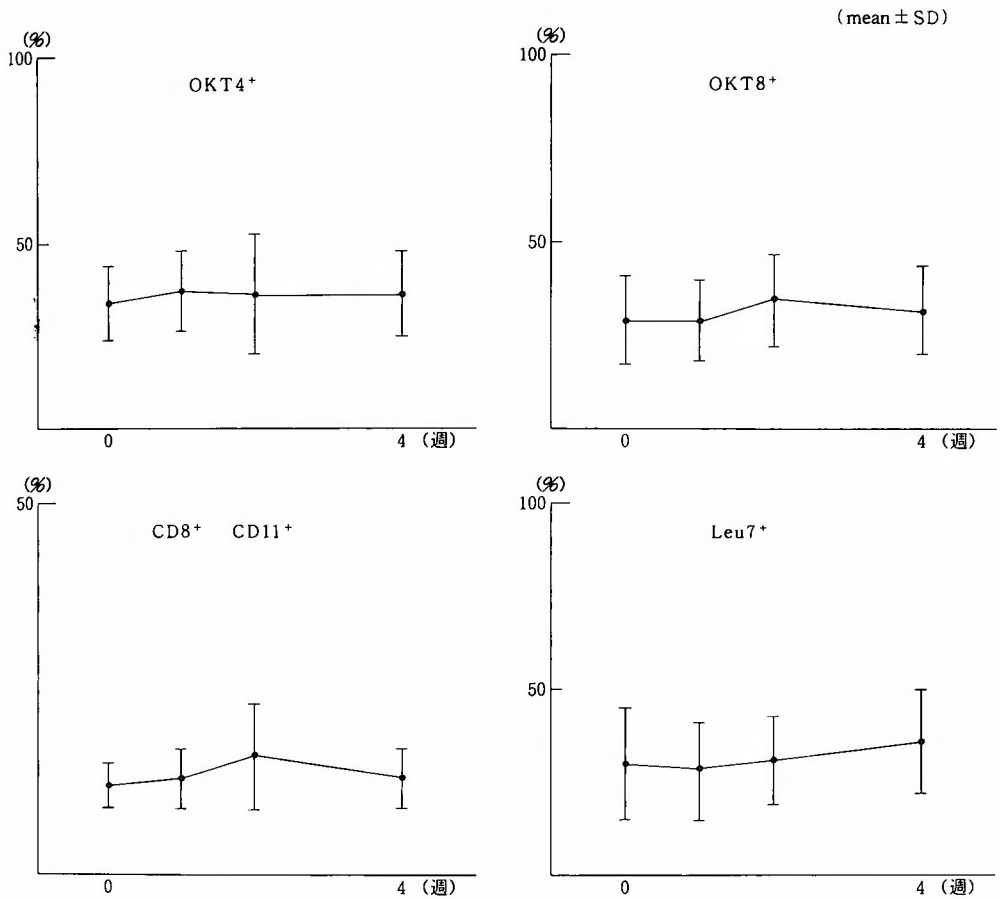 (mean ± SD)
(%)
100
50
OKT4⁺
0
4 (週)
(%)
100
50
OKT8⁺
0
4 (週)
(%)
50
CD8⁺ CD11⁺
0
4 (週)
(%)
100
50
Leu7⁺
0
4 (週)